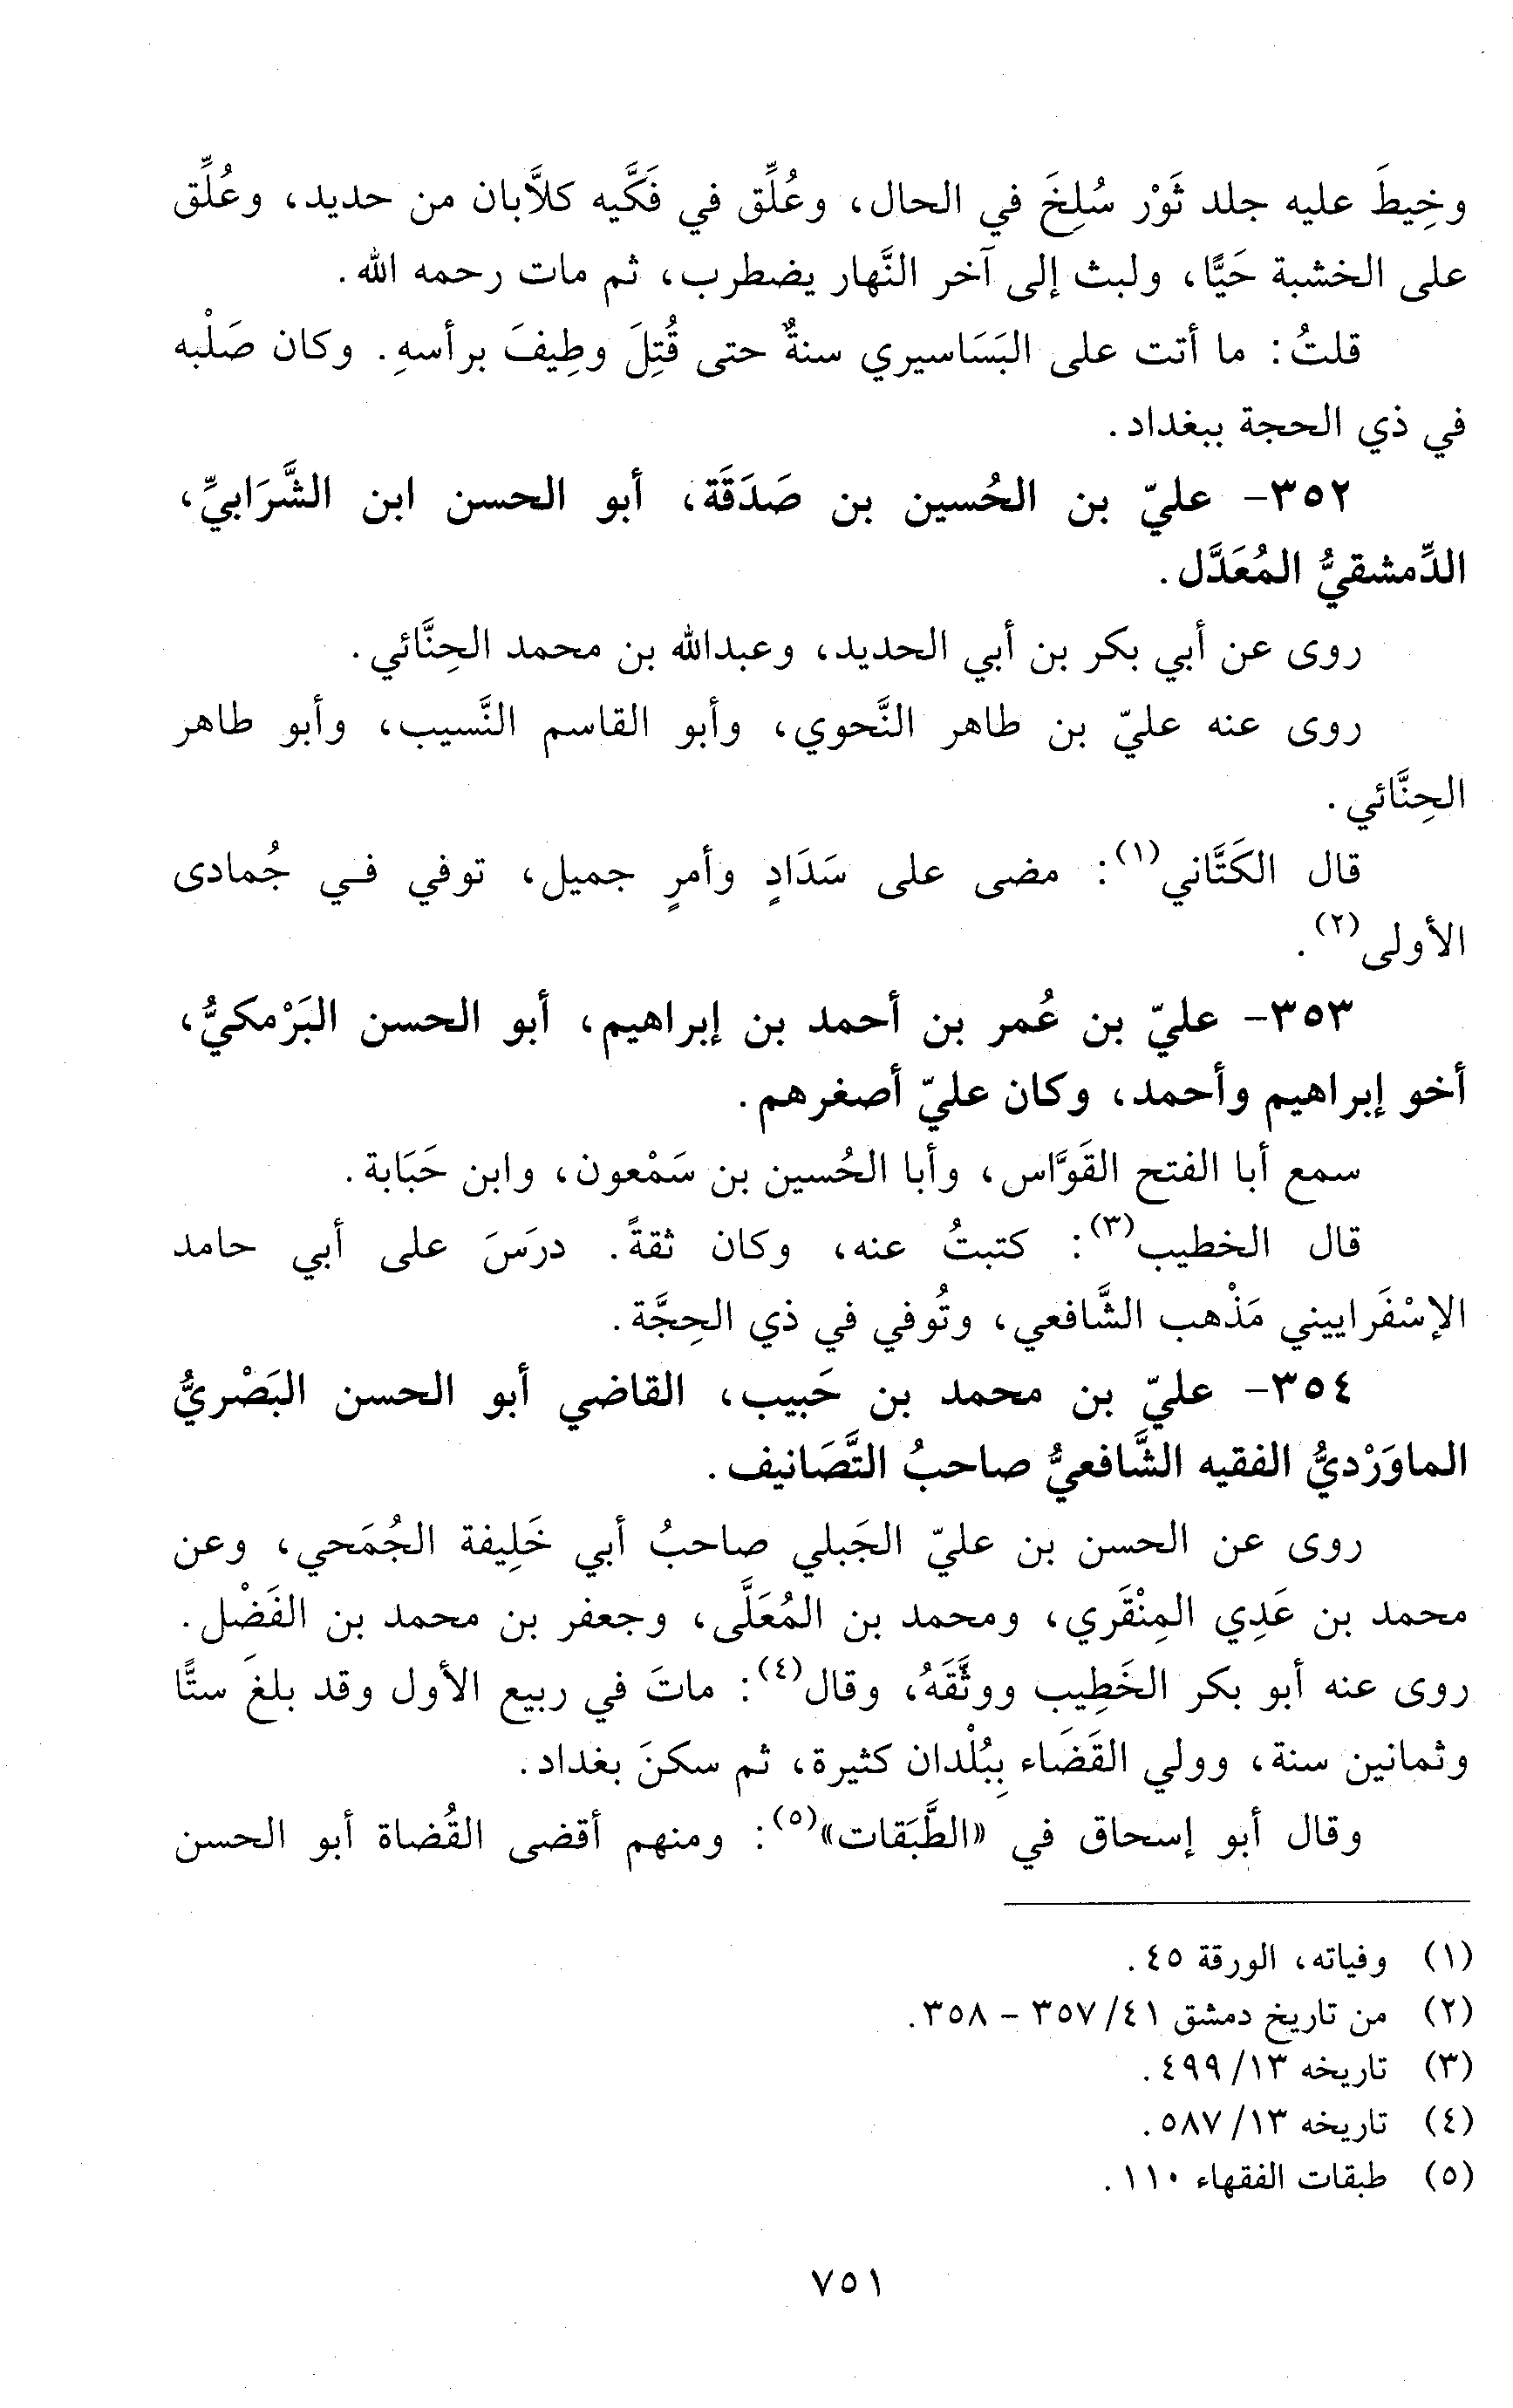 وخِيطَ عليه جلد ثَوْر سُلِخَ في الحال، وعُلِّق في فَكَّيه كلاَّبان من حديد، وعُلِّق
على الخشبة حَيًّا، ولبث إلى آخر النَّهار يضطرب، ثم مات رحمه الله.
قلتُ: ما أتت على البَسَاسيري سنةٌ حتى قُتِلَ وطِيفَ برأسهِ. وكان صَلْبه
في ذي الحجة ببغداد.
٣٥٢- عليّ بن الحُسين بن صَدَقَة، أبو الحسن ابن الشَّرَابيِّ،
الدِّمشقيُّ المُعَدَّل.
روى عن أبي بكر بن أبي الحديد، وعبدالله بن محمد الحِنَّائي.
روى عنه عليّ بن طاهر النَّحوي، وأبو القاسم النَّسيب، وأبو طاهر
الحِنَّائي.
قال الكَتَّاني(١): مضى على سَدَادٍ وأمرٍ جميل، توفي في جُمادى
الأولى(٢).
٣٥٣- عليّ بن عُمر بن أحمد بن إبراهيم، أبو الحسن البَرْمكيُّ،
أخو إبراهيم وأحمد، وكان عليّ أصغرهم.
سمع أبا الفتح القَوَّاس، وأبا الحُسين بن سَمْعون، وابن حَبَابة.
قال الخطيب(٣): كتبتُ عنه، وكان ثقةً. درَسَ على أبي حامد
الإسْفَراييني مَذْهب الشَّافعي، وتُوفي في ذي الحِجَّة.
٣٥٤- عليّ بن محمد بن حَبيب، القاضي أبو الحسن البَصْريُّ
الماوَرْديُّ الفقيه الشَّافعيُّ صاحبُ التَّصَانيف.
روى عن الحسن بن عليّ الجَبلي صاحبُ أبي خَلِيفة الجُمَحي، وعن
محمد بن عَدِي المِنْقَري، ومحمد بن المُعَلَّى، وجعفر بن محمد بن الفَضْل.
روى عنه أبو بكر الخَطِيب ووثَّقَهُ، وقال(٤): ماتَ في ربيع الأول وقد بلغَ ستًّا
وثمانين سنة، وولي القَضَاء بِبُلْدان كثيرة، ثم سكنَ بغداد.
وقال أبو إسحاق في «الطَّبَقات»(٥): ومنهم أقضى القُضاة أبو الحسن
(١) وفياته، الورقة ٤٥.
(٢) من تاريخ دمشق ٤١/ ٣٥٧ - ٣٥٨.
(٣) تاريخه ١٣/ ٤٩٩.
(٤) تاريخه ١٣/ ٥٨٧.
(٥) طبقات الفقهاء ١١٠.
٧٥١